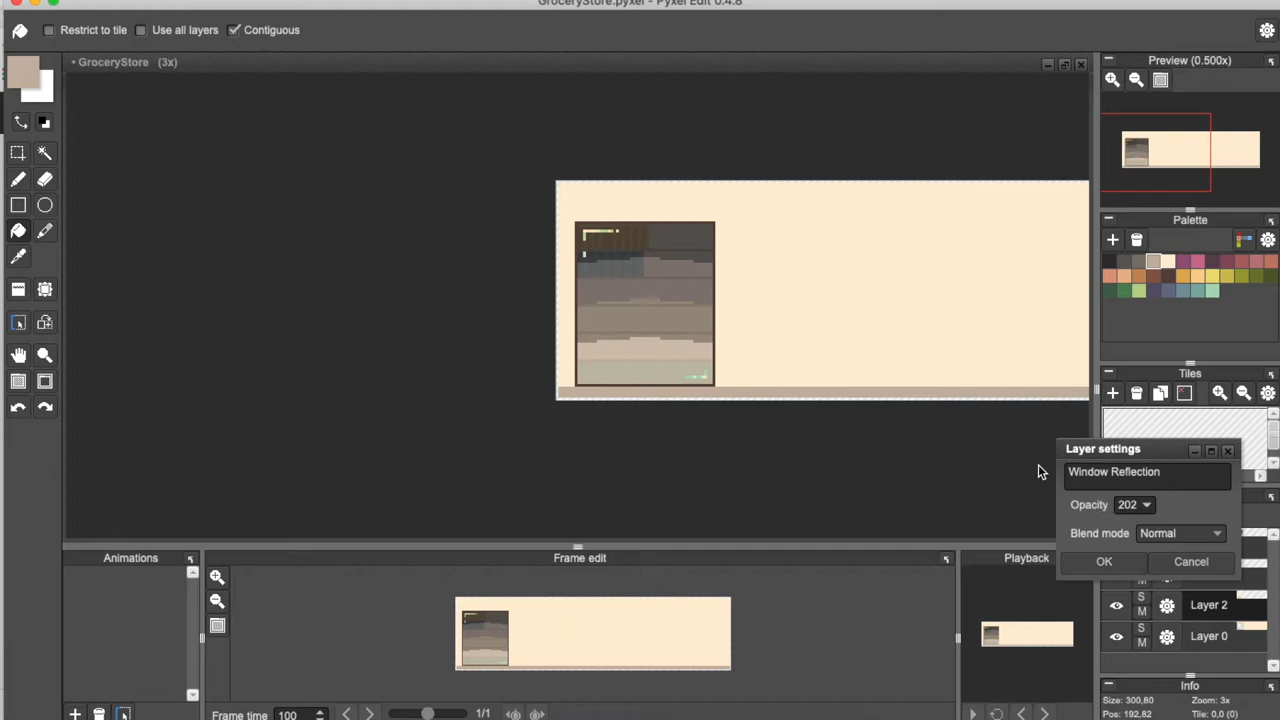 GroceryStore.pyxel - Pyxel Edit 0.4.8
Restrict to tile
Use all layers
Contiguous
• GroceryStore (3x)
Preview (0.500x)
Palette
Tiles
Layer settings
Window Reflection
Opacity 202
Blend mode Normal
OK
Cancel
Animations
Frame edit
Playback
S
M
Layer 2
S
M
Layer 0
Info
Size: 300,80 Zoom: 3x
Pos: 192,82 Tile: 0,0 (0)
Frame time 100
1/1